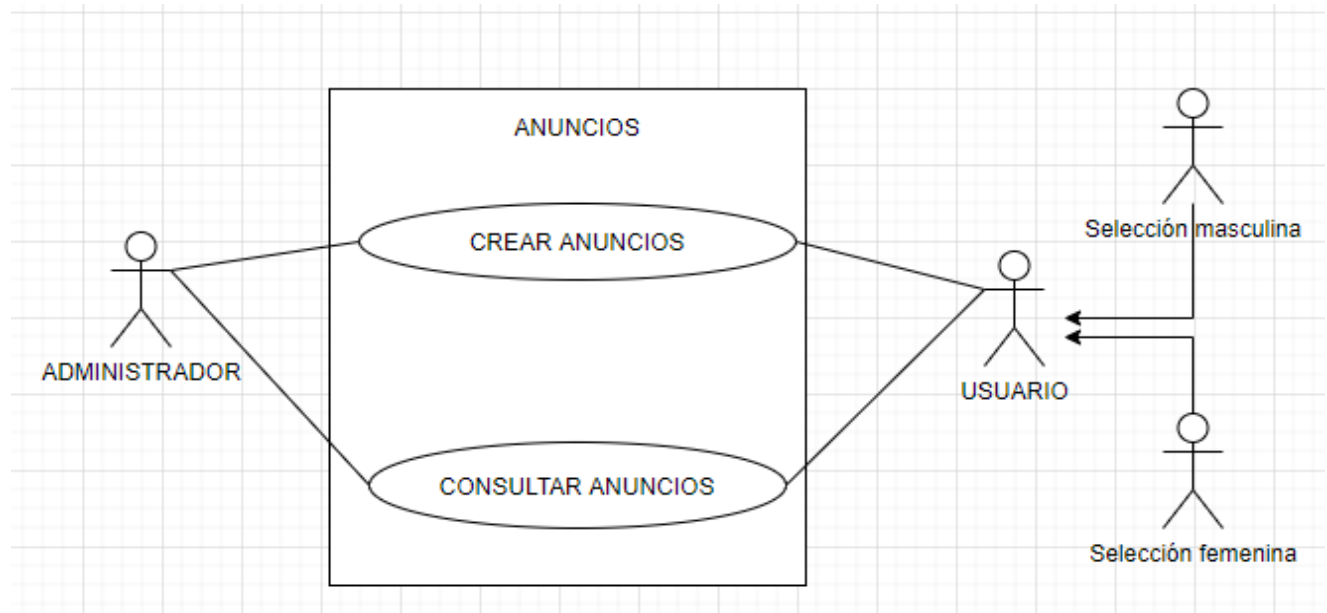 ANUNCIOS
CREAR ANUNCIOS
Selección masculina
ADMINISTRADOR
USUARIO
CONSULTAR ANUNCIOS
Selección femenina